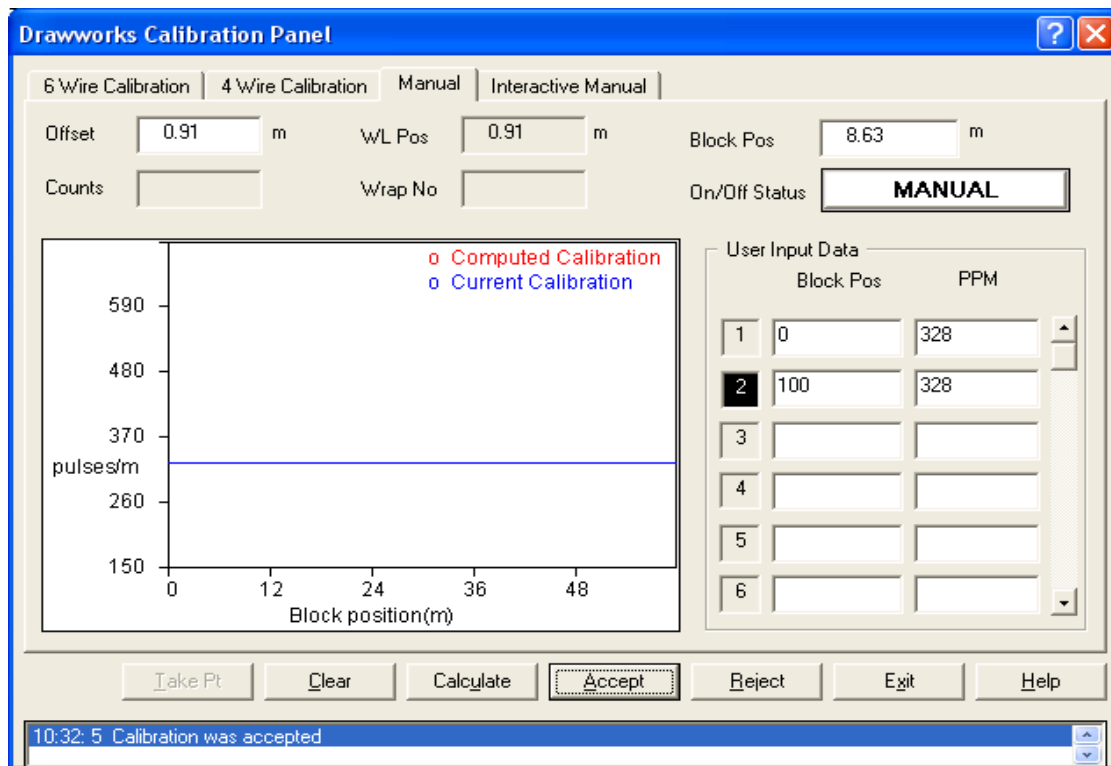 Drawworks Calibration Panel
6 Wire Calibration 4 Wire Calibration Manual Interactive Manual
Offset 0.91 m WL Pos 0.91 m Block Pos 8.63 m
Counts Wrap No On/Off Status MANUAL
o Computed Calibration
o Current Calibration
590
480
370
pulses/m
260
150
0 12 24 36 48
Block position(m)
User Input Data
Block Pos PPM
1 0 328
2 100 328
3
4
5
6
Take Pt Clear Calculate Accept Reject Exit Help
10:32: 5 Calibration was accepted